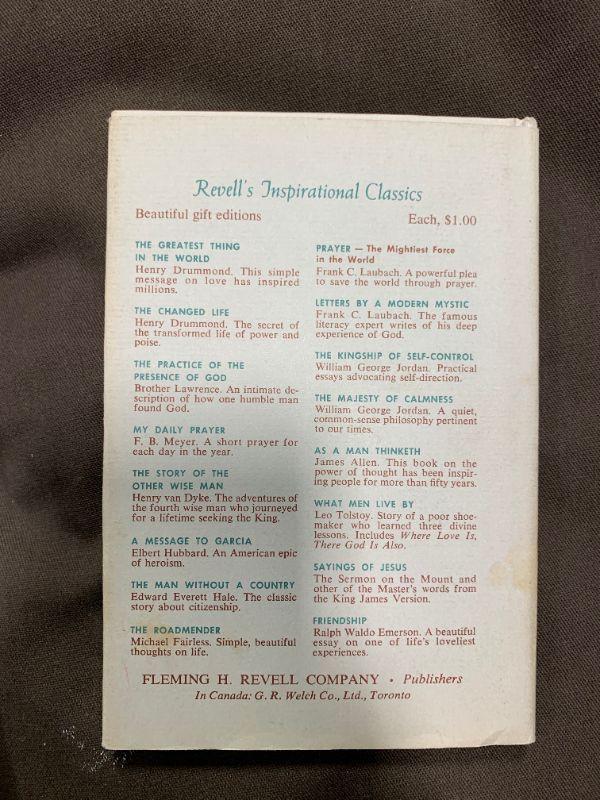 Revell's Inspirational Classics
Beautiful gift editions
Each, $1.00
THE GREATEST THING
IN THE WORLD
Henry Drummond. This simple
message on love has inspired
millions.
THE CHANGED LIFE
Henry Drummond. The secret of
the transformed life of power and
poise.
THE PRACTICE OF THE
PRESENCE OF GOD
Brother Lawrence. An intimate de-
scription of how one humble man
found God.
MY DAILY PRAYER
F. B. Meyer. A short prayer for
each day in the year.
THE STORY OF THE
OTHER WISE MAN
Henry van Dyke. The adventures of
the fourth wise man who journeyed
for a lifetime seeking the King.
A MESSAGE TO GARCIA
Elbert Hubbard. An American epic
of heroism.
THE MAN WITHOUT A COUNTRY
Edward Everett Hale. The classic
story about citizenship.
THE ROADMENDER
Michael Fairless. Simple, beautiful
thoughts on life.
PRAYER — The Mightiest Force
in the World
Frank C. Laubach. A powerful plea
to save the world through prayer.
LETTERS BY A MODERN MYSTIC
Frank C. Laubach. The famous
literacy expert writes of his deep
experience of God.
THE KINGSHIP OF SELF-CONTROL
William George Jordan. Practical
essays advocating self-direction.
THE MAJESTY OF CALMNESS
William George Jordan. A quiet,
common-sense philosophy pertinent
to our times.
AS A MAN THINKETH
James Allen. This book on the
power of thought has been inspir-
ing people for more than fifty years.
WHAT MEN LIVE BY
Leo Tolstoy. Story of a poor shoe-
maker who learned three divine
lessons. Includes Where Love Is,
There God Is Also.
SAYINGS OF JESUS
The Sermon on the Mount and
other of the Master's words from
the King James Version.
FRIENDSHIP
Ralph Waldo Emerson. A beautiful
essay on one of life's loveliest
experiences.
FLEMING H. REVELL COMPANY • Publishers
In Canada: G. R. Welch Co., Ltd., Toronto